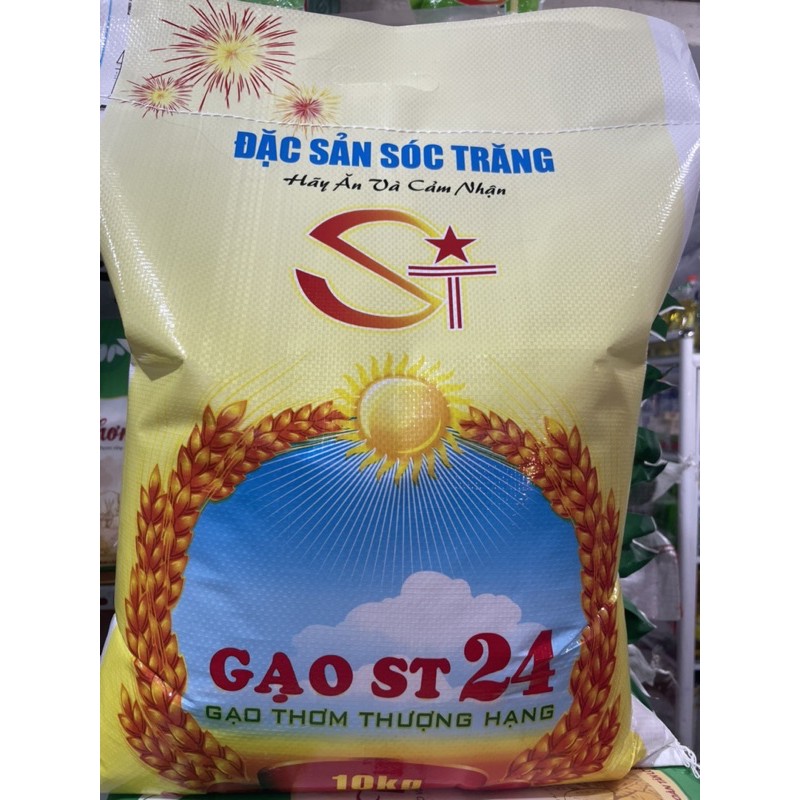 ĐẶC SẢN SÓC TRĂNG
Hãy Ăn Và Cảm Nhận
ST
GẠO ST 24
GẠO THƠM THƯỢNG HẠNG
10kg